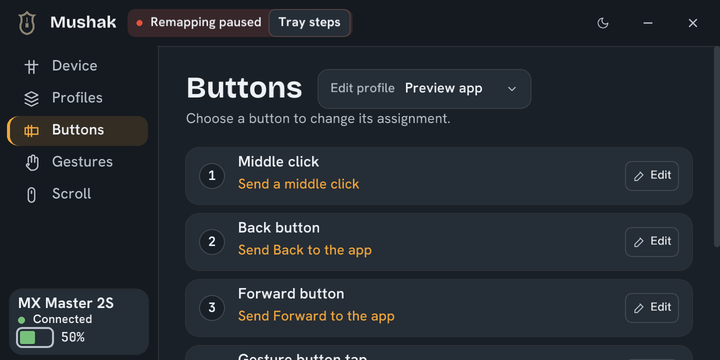 Mushak
Remapping paused
Tray steps
Device
Profiles
Buttons
Gestures
Scroll
MX Master 2S
Connected
50%
Buttons
Edit profile Preview app
Choose a button to change its assignment.
1
Middle click
Send a middle click
Edit
2
Back button
Send Back to the app
Edit
3
Forward button
Send Forward to the app
Edit
Gesture button tap